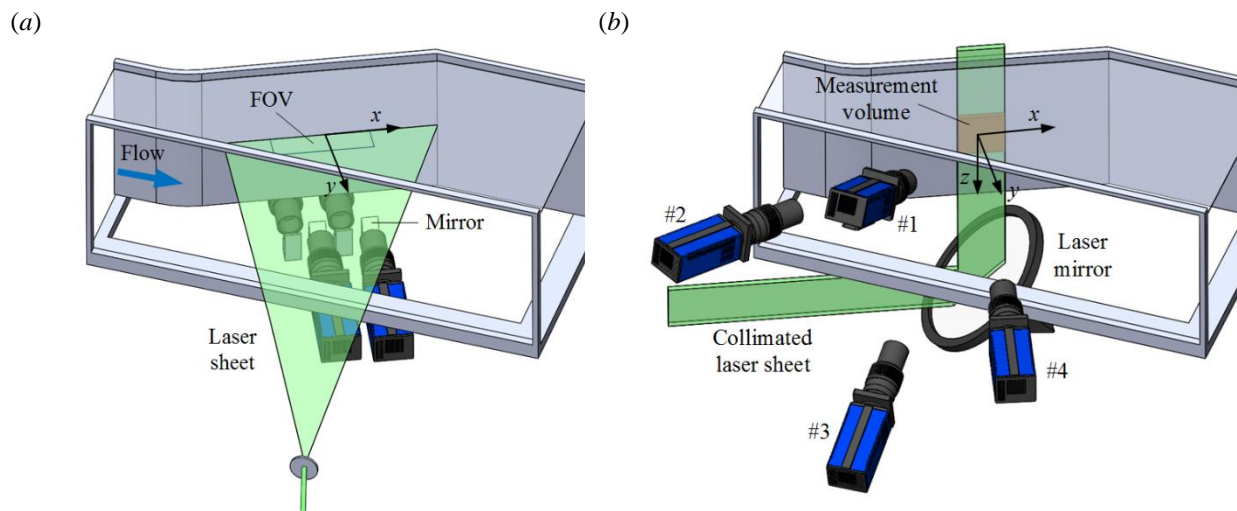 (a)
FOV
x
Flow
y
Mirror
Laser
sheet
(b)
Measurement
volume
x
z
y
#2
#1
Laser
mirror
Collimated
laser sheet
#4
#3